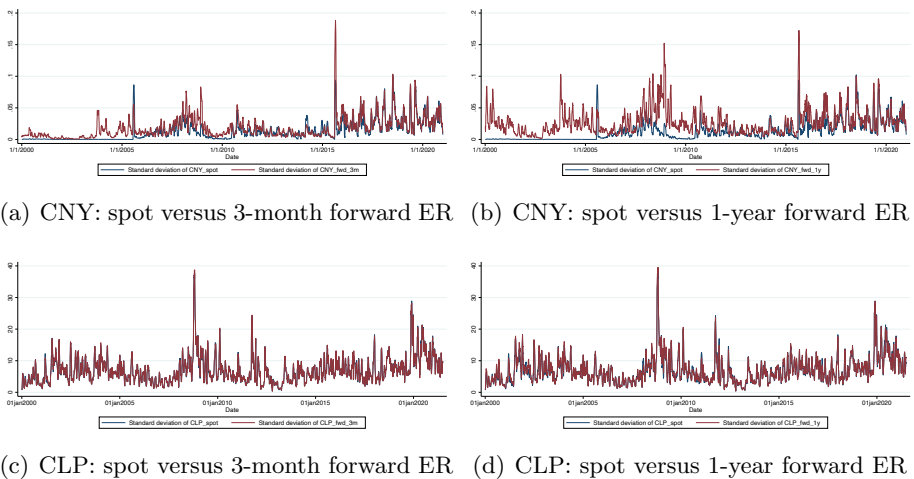 .2
.15
.1
.05
0
1/1/2000 1/1/2005 1/1/2010 1/1/2015 1/1/2020
Date
Standard deviation of CNY_spot Standard deviation of CNY_fwd_3m
(a) CNY: spot versus 3-month forward ER
.2
.15
.1
.05
0
1/1/2000 1/1/2005 1/1/2010 1/1/2015 1/1/2020
Date
Standard deviation of CNY_spot Standard deviation of CNY_fwd_1y
(b) CNY: spot versus 1-year forward ER
40
30
20
10
0
01jan2000 01jan2005 01jan2010 01jan2015 01jan2020
Date
Standard deviation of CLP_spot Standard deviation of CLP_fwd_3m
(c) CLP: spot versus 3-month forward ER
40
30
20
10
0
01jan2000 01jan2005 01jan2010 01jan2015 01jan2020
Date
Standard deviation of CLP_spot Standard deviation of CLP_fwd_1y
(d) CLP: spot versus 1-year forward ER